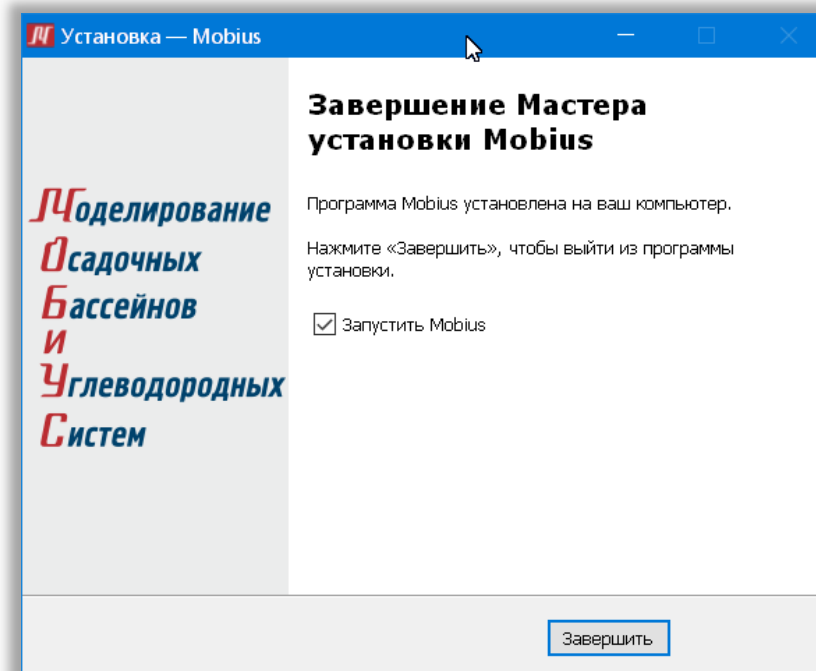 Установка — Mobius
Завершение Мастера
установки Mobius
Моделирование
Осадочных
Бассейнов
И
Углеводородных
Систем
Программа Mobius установлена на ваш компьютер.
Нажмите «Завершить», чтобы выйти из программы
установки.
Запустить Mobius
Завершить